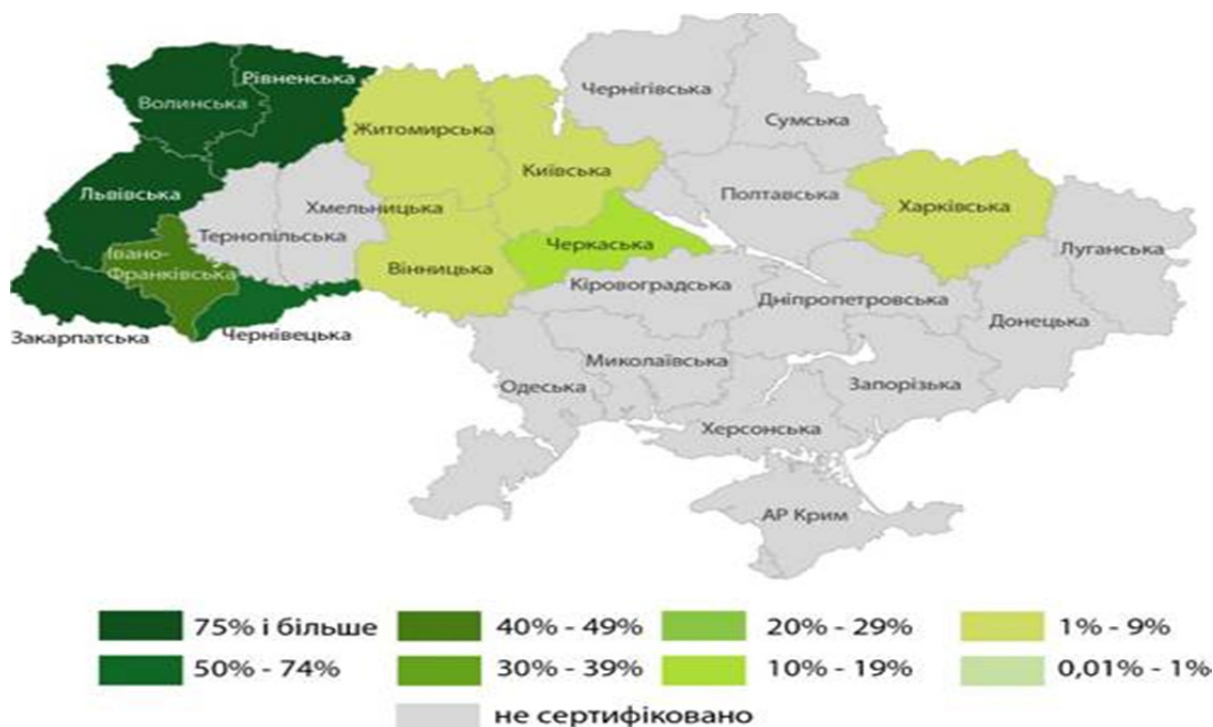 Рівненська
Волинська
Чернігівська
Сумська
Житомирська
Київська
Львівська
Полтавська
Харківська
Хмельницька
Тернопільська
Черкаська
Луганська
Івано-
Франківська
Вінницька
Кіровоградська
Дніпропетровська
Донецька
Закарпатська
Чернівецька
Миколаївська
Одеська
Запорізька
Херсонська
АР Крим
75% і більше
40% - 49%
20% - 29%
1% - 9%
50% - 74%
30% - 39%
10% - 19%
0,01% - 1%
не сертифіковано